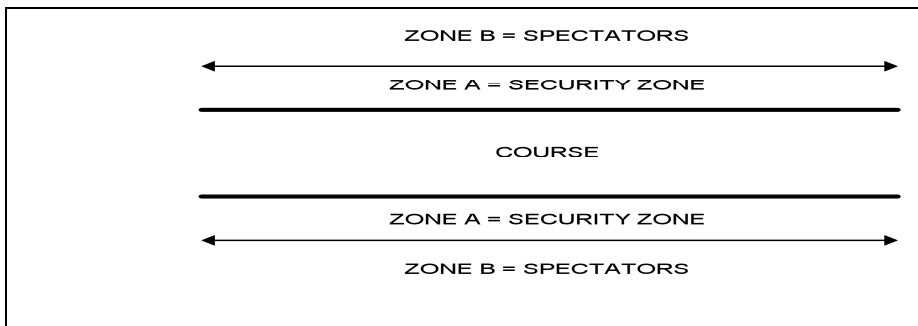 ZONE B = SPECTATORS
ZONE A = SECURITY ZONE
COURSE
ZONE A = SECURITY ZONE
ZONE B = SPECTATORS